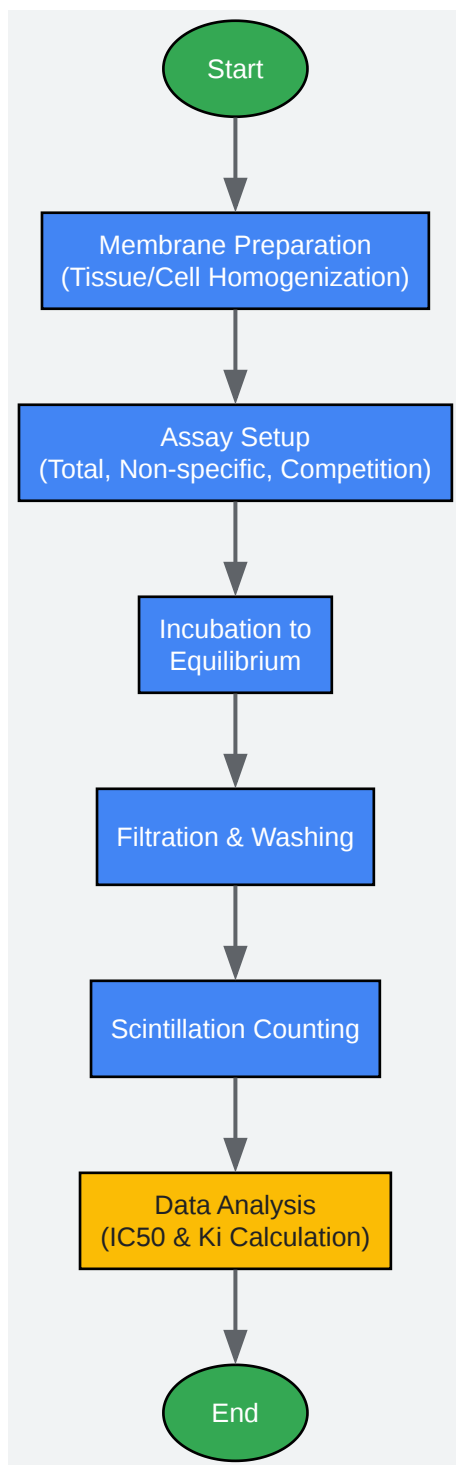 Start
Membrane Preparation
(Tissue/Cell Homogenization)
Assay Setup
(Total, Non-specific, Competition)
Incubation to
Equilibrium
Filtration & Washing
Scintillation Counting
Data Analysis
(IC50 & Ki Calculation)
End